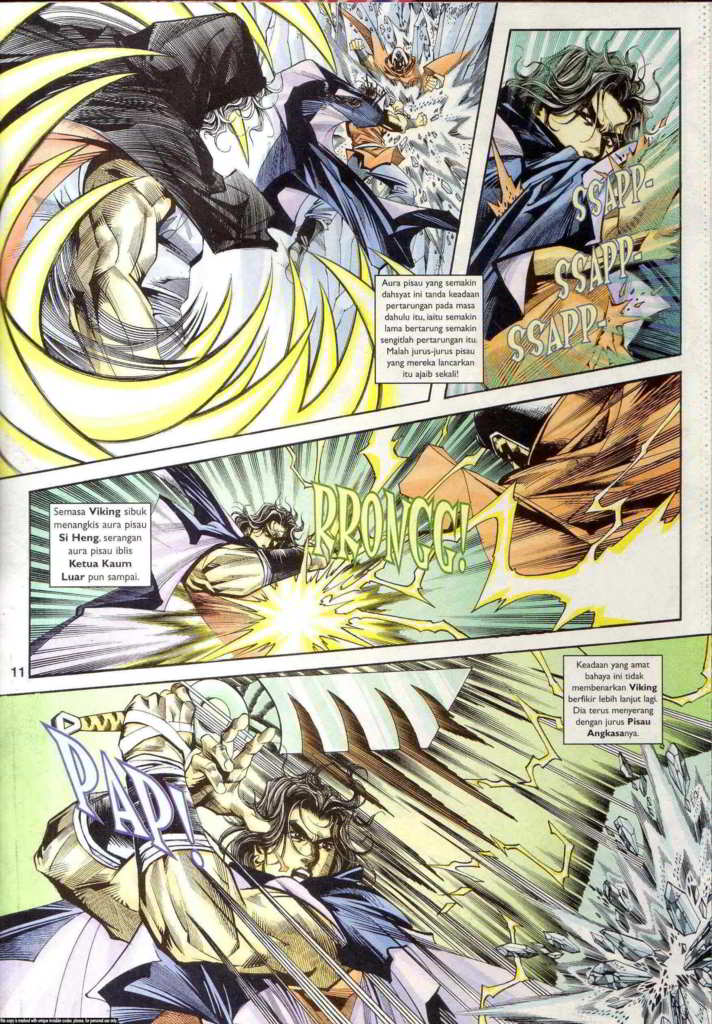 SSAPP-
SSAPP-
SSAPP-
Aura pisau yang semakin
dahsyat ini tanda keadaan
pertarungan pada masa
dahulu itu, iaitu semakin
lama bertarung semakin
sengitlah pertarungan itu.
Malah jurus-jurus pisau
yang mereka lancarkan
itu ajaib sekali!
Semasa Viking sibuk
menangkis aura pisau
Si Heng, serangan
aura pisau iblis
Ketua Kaum
Luar pun sampai.
RRONGG!
11
Keadaan yang amat
bahaya ini tidak
membenarkan Viking
berfikir lebih lanjut lagi.
Dia terus menyerang
dengan jurus Pisau
Angkasanya.
PAP!